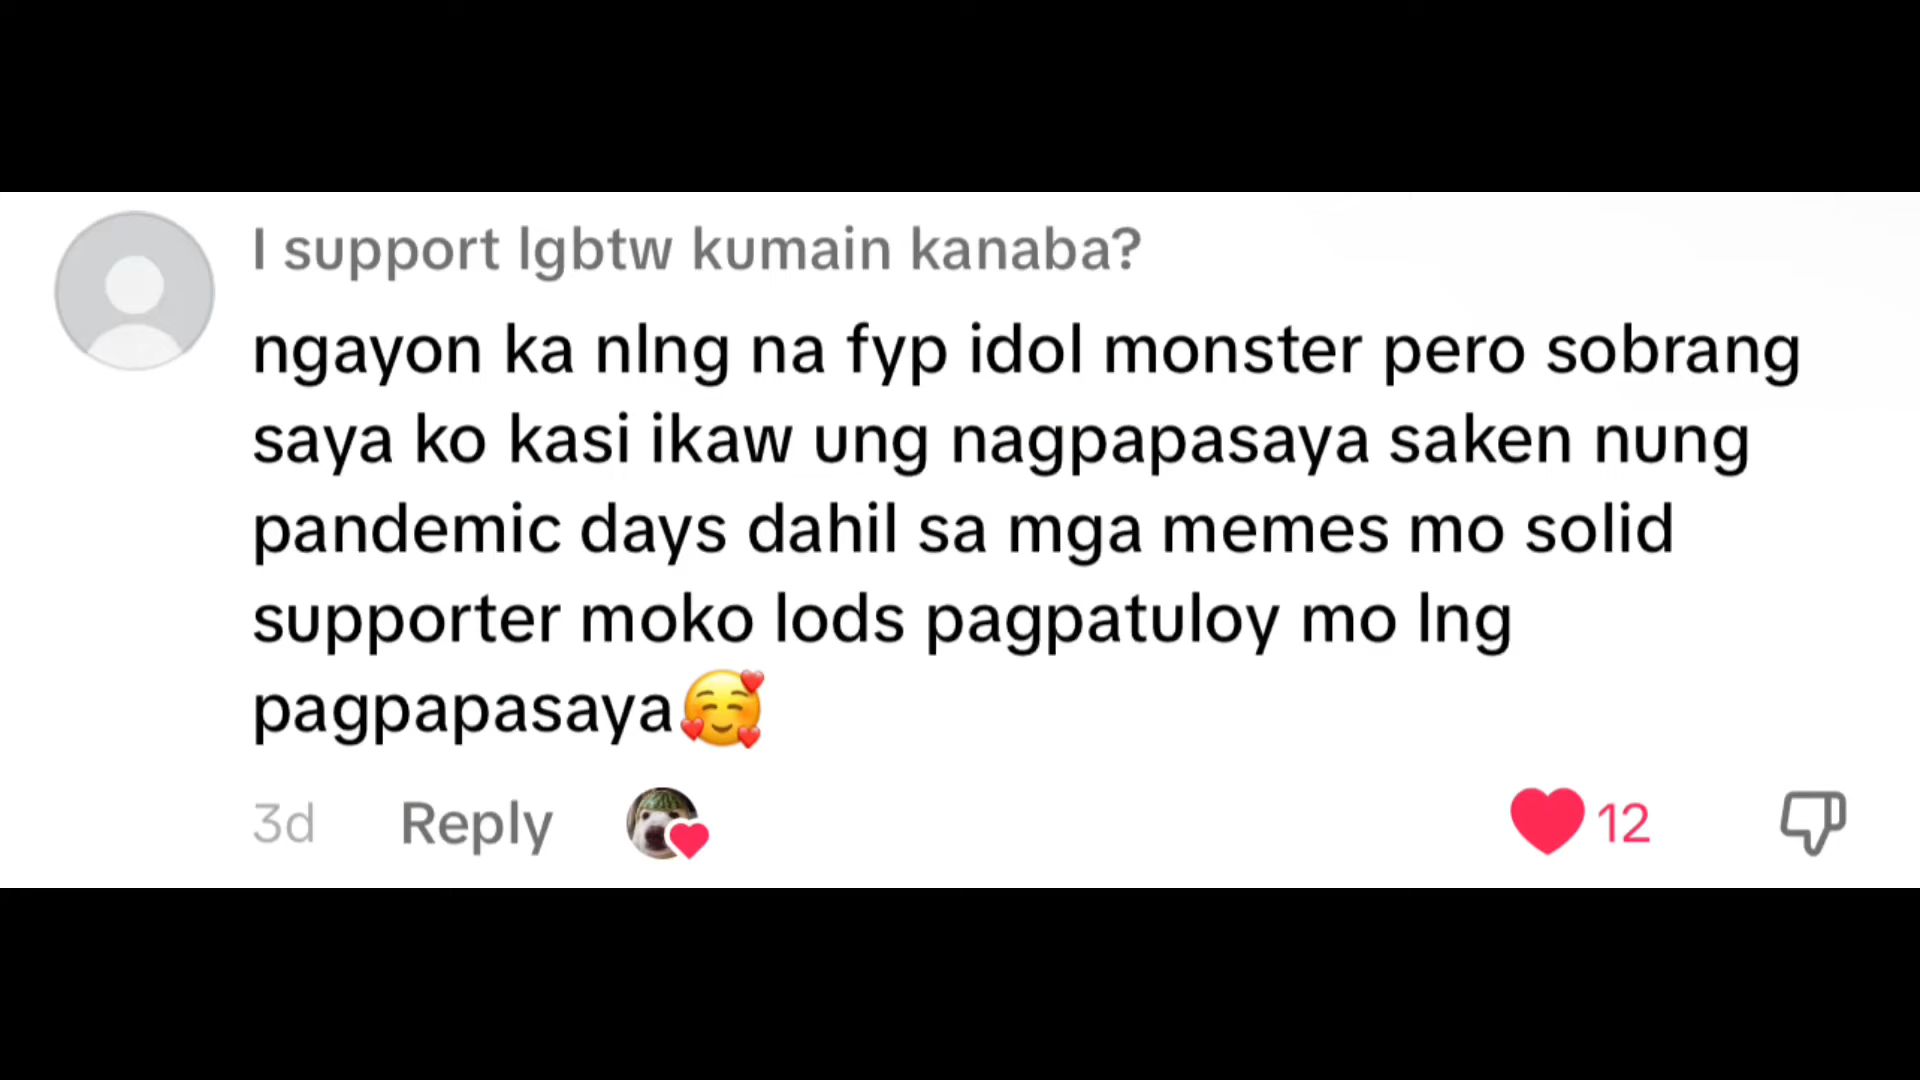 I support lgbtw kumain kanaba?
ngayon ka nlng na fyp idol monster pero sobrang
saya ko kasi ikaw ung nagpapasaya saken nung
pandemic days dahil sa mga memes mo solid
supporter moko lods pagpatuloy mo lng
pagpapasaya🥰
3d Reply 12